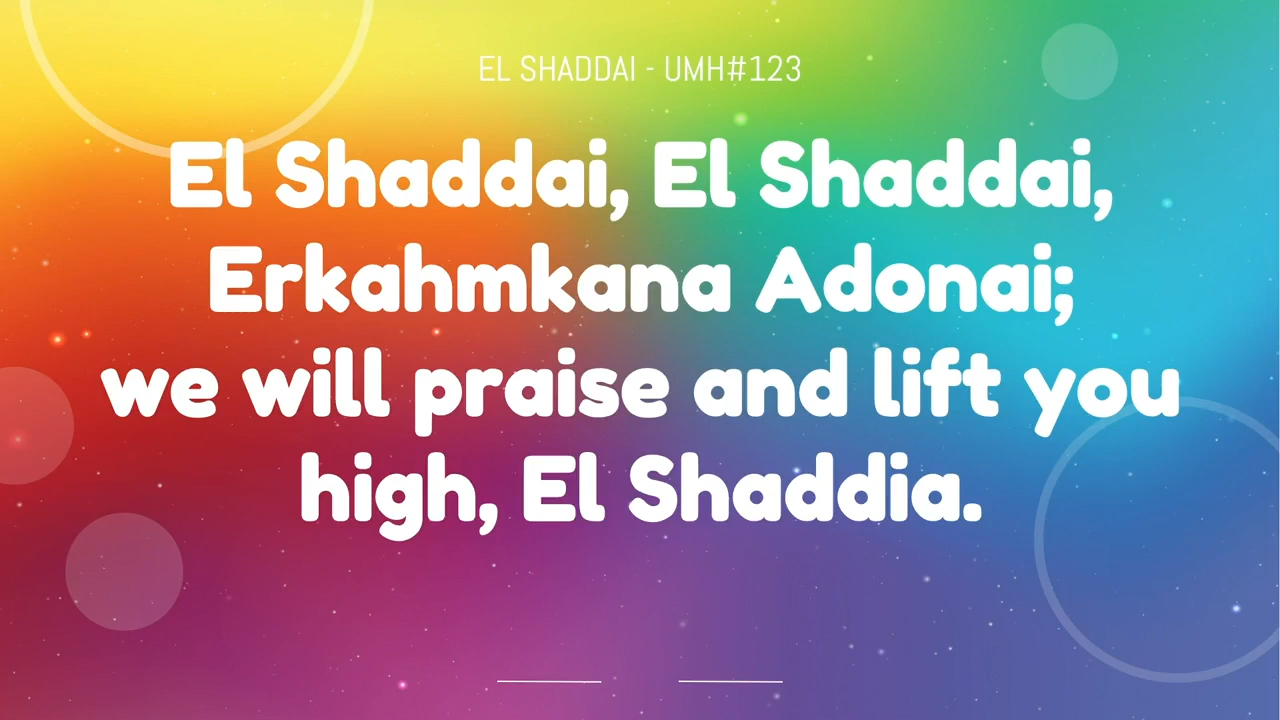 EL SHADDAI - UMH#123
El Shaddai, El Shaddai,
Erkahmkana Adonai;
we will praise and lift you
high, El Shaddia.